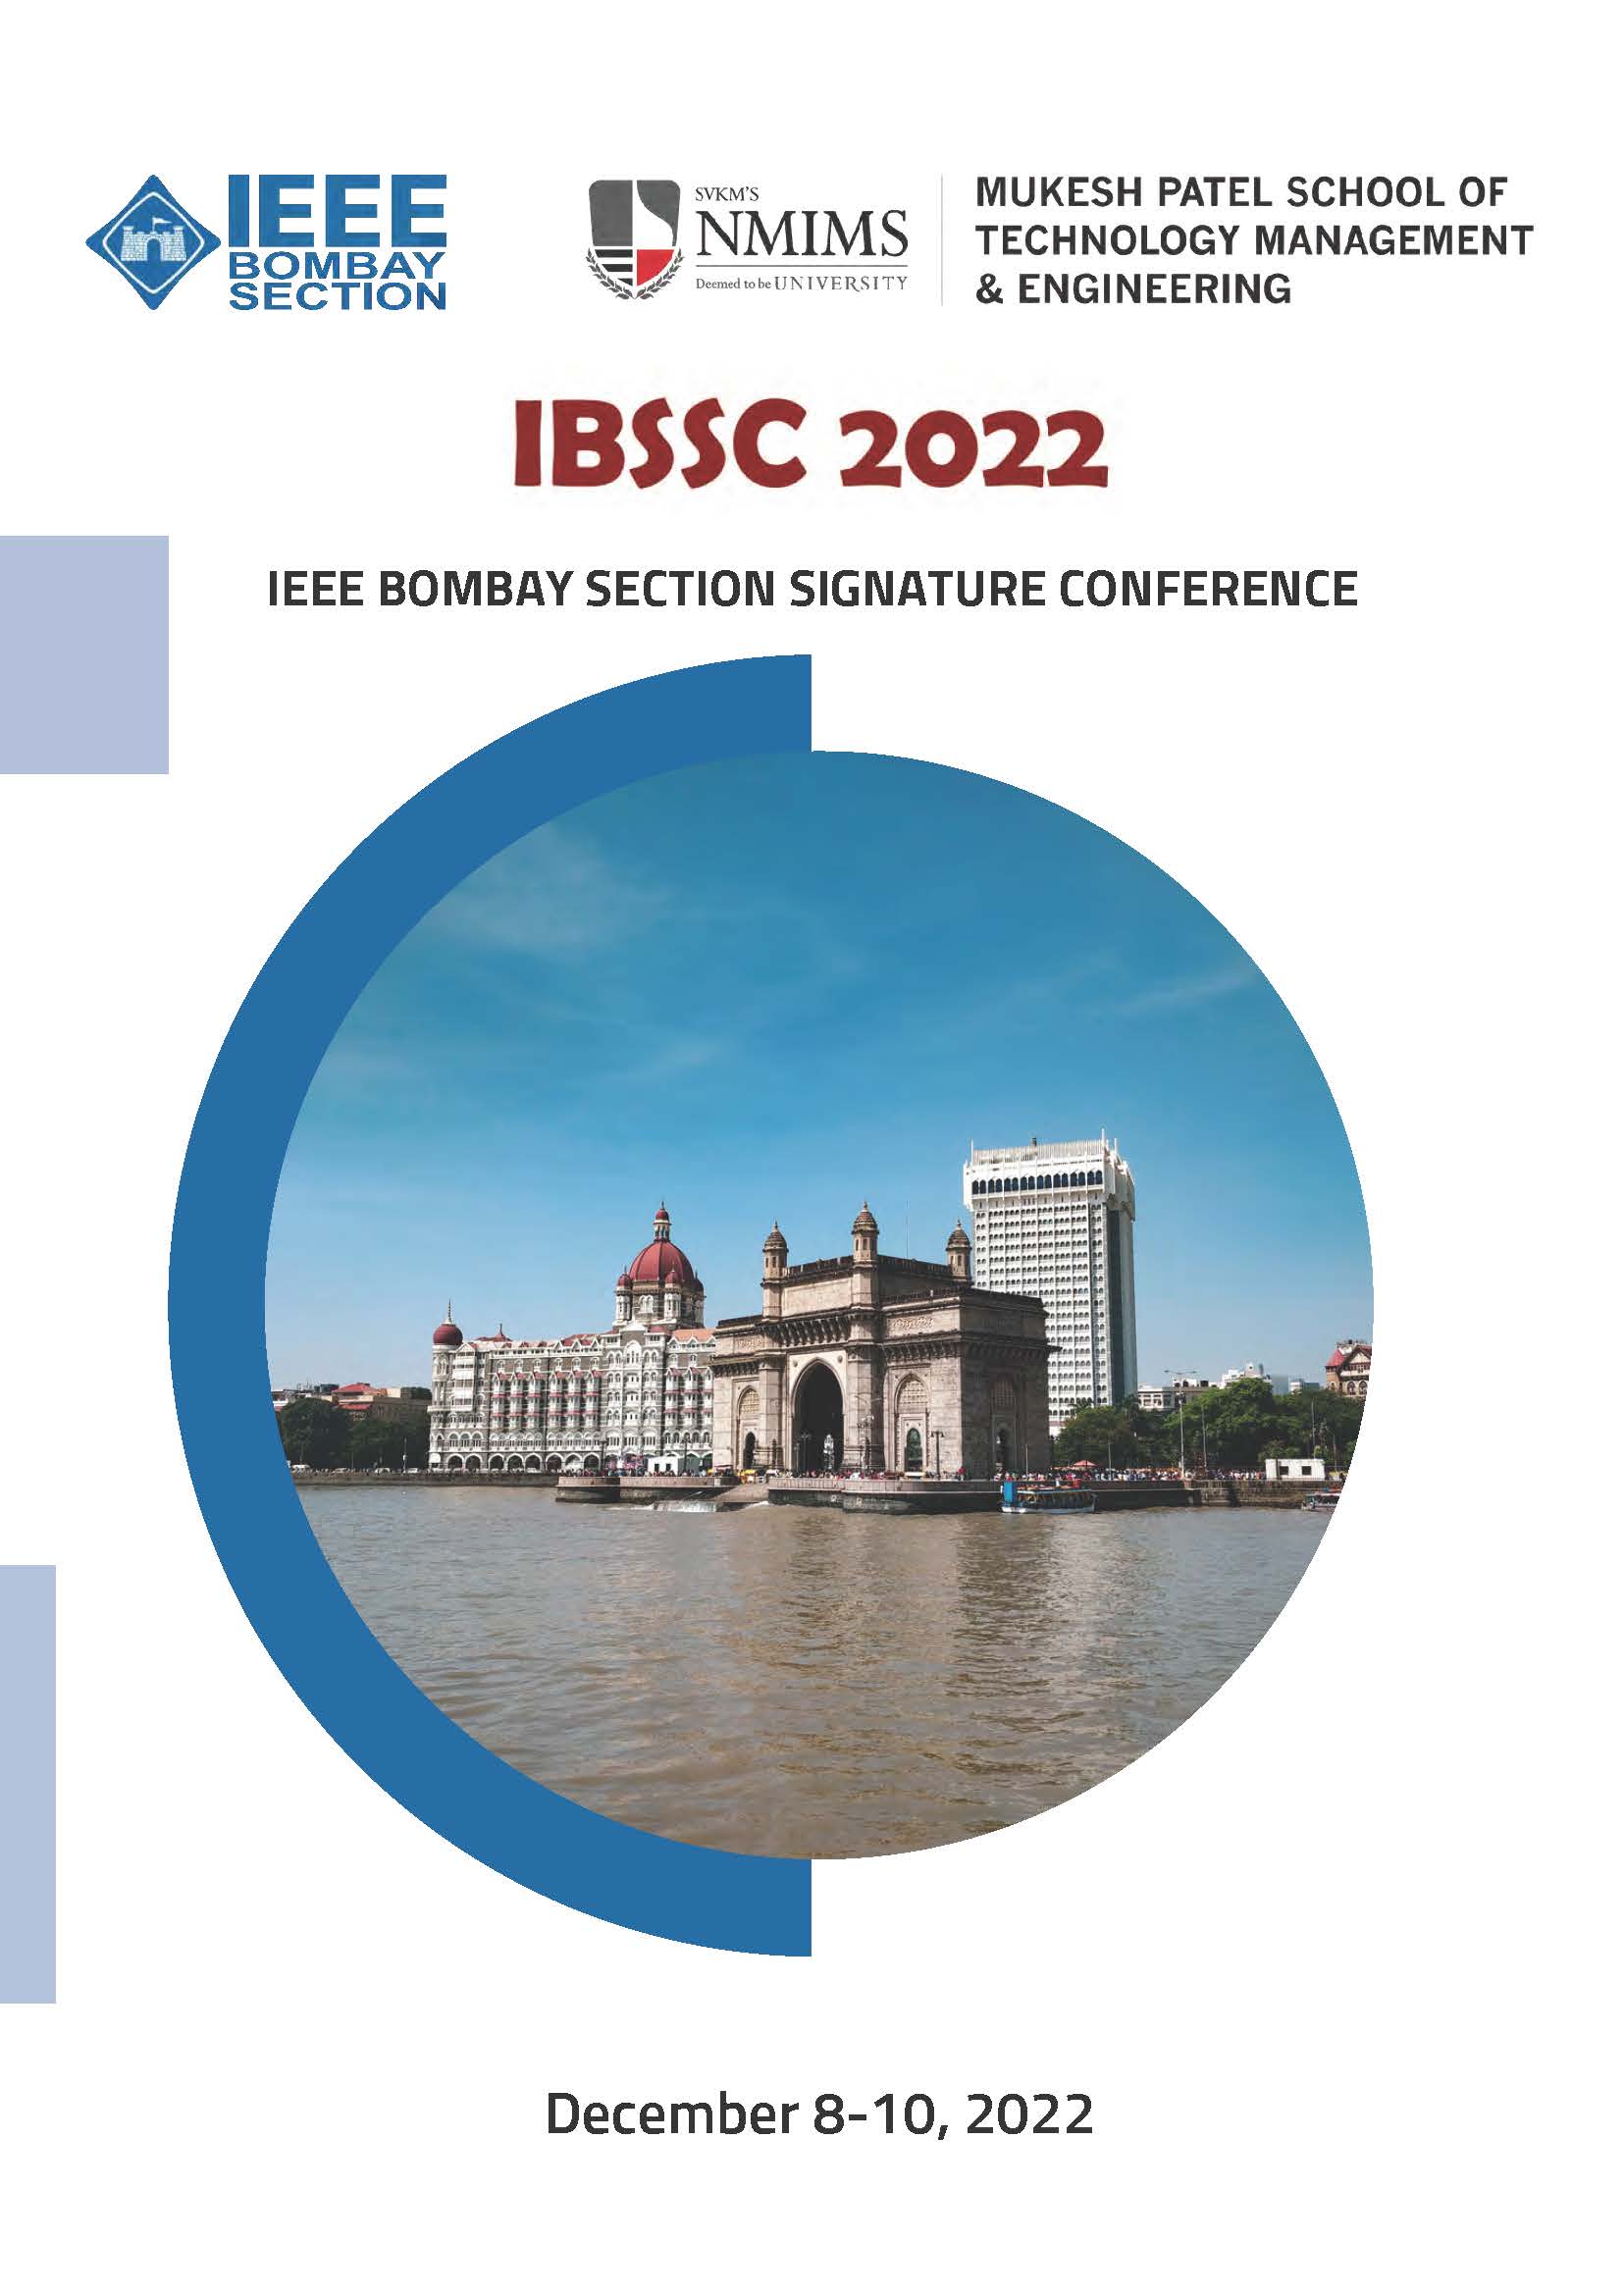 IEEE
BOMBAY
SECTION
SVKM'S
NMIMS
Deemed to be UNIVERSITY
MUKESH PATEL SCHOOL OF
TECHNOLOGY MANAGEMENT
& ENGINEERING
IBSSC 2022
IEEE BOMBAY SECTION SIGNATURE CONFERENCE
December 8-10, 2022